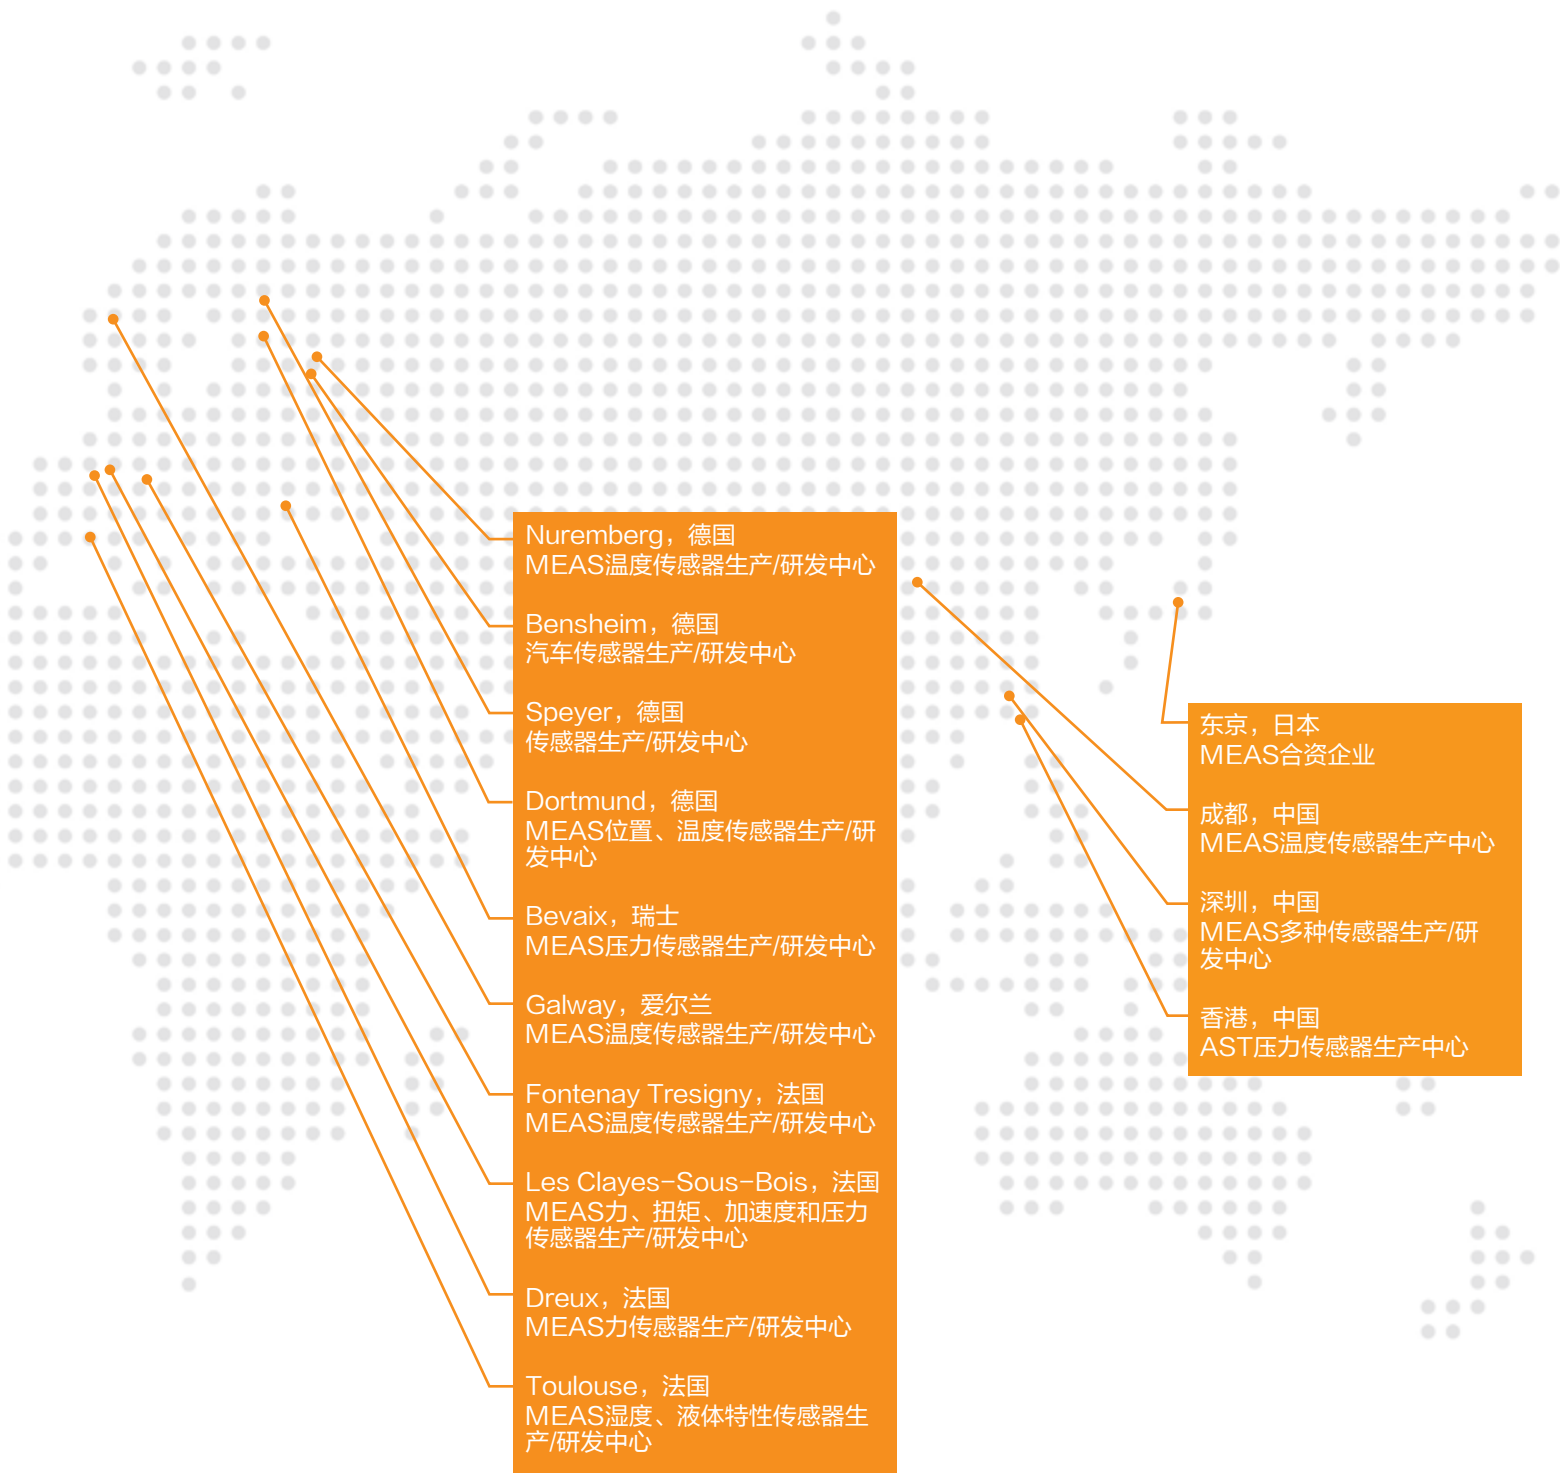 Nuremberg，德国
MEAS温度传感器生产/研发中心
Bensheim，德国
汽车传感器生产/研发中心
Speyer，德国
传感器生产/研发中心
Dortmund，德国
MEAS位置、温度传感器生产/研
发中心
Bevaix，瑞士
MEAS压力传感器生产/研发中心
Galway，爱尔兰
MEAS温度传感器生产/研发中心
Fontenay Tresigny，法国
MEAS温度传感器生产/研发中心
Les Clayes-Sous-Bois，法国
MEAS力、扭矩、加速度和压力
传感器生产/研发中心
Dreux，法国
MEAS力传感器生产/研发中心
Toulouse，法国
MEAS湿度、液体特性传感器生
产/研发中心
东京，日本
MEAS合资企业
成都，中国
MEAS温度传感器生产中心
深圳，中国
MEAS多种传感器生产/研
发中心
香港，中国
AST压力传感器生产中心